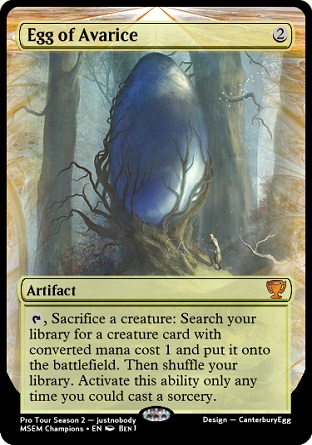 Egg of Avarice 2
Artifact
, Sacrifice a creature: Search your
library for a creature card with
converted mana cost 1 and put it onto
the battlefield. Then shuffle your
library. Activate this ability only any
time you could cast a sorcery.
Pro Tour Season 2 — justnobody Design — CanterburyEgg
MSEM Champions • EN BEN I